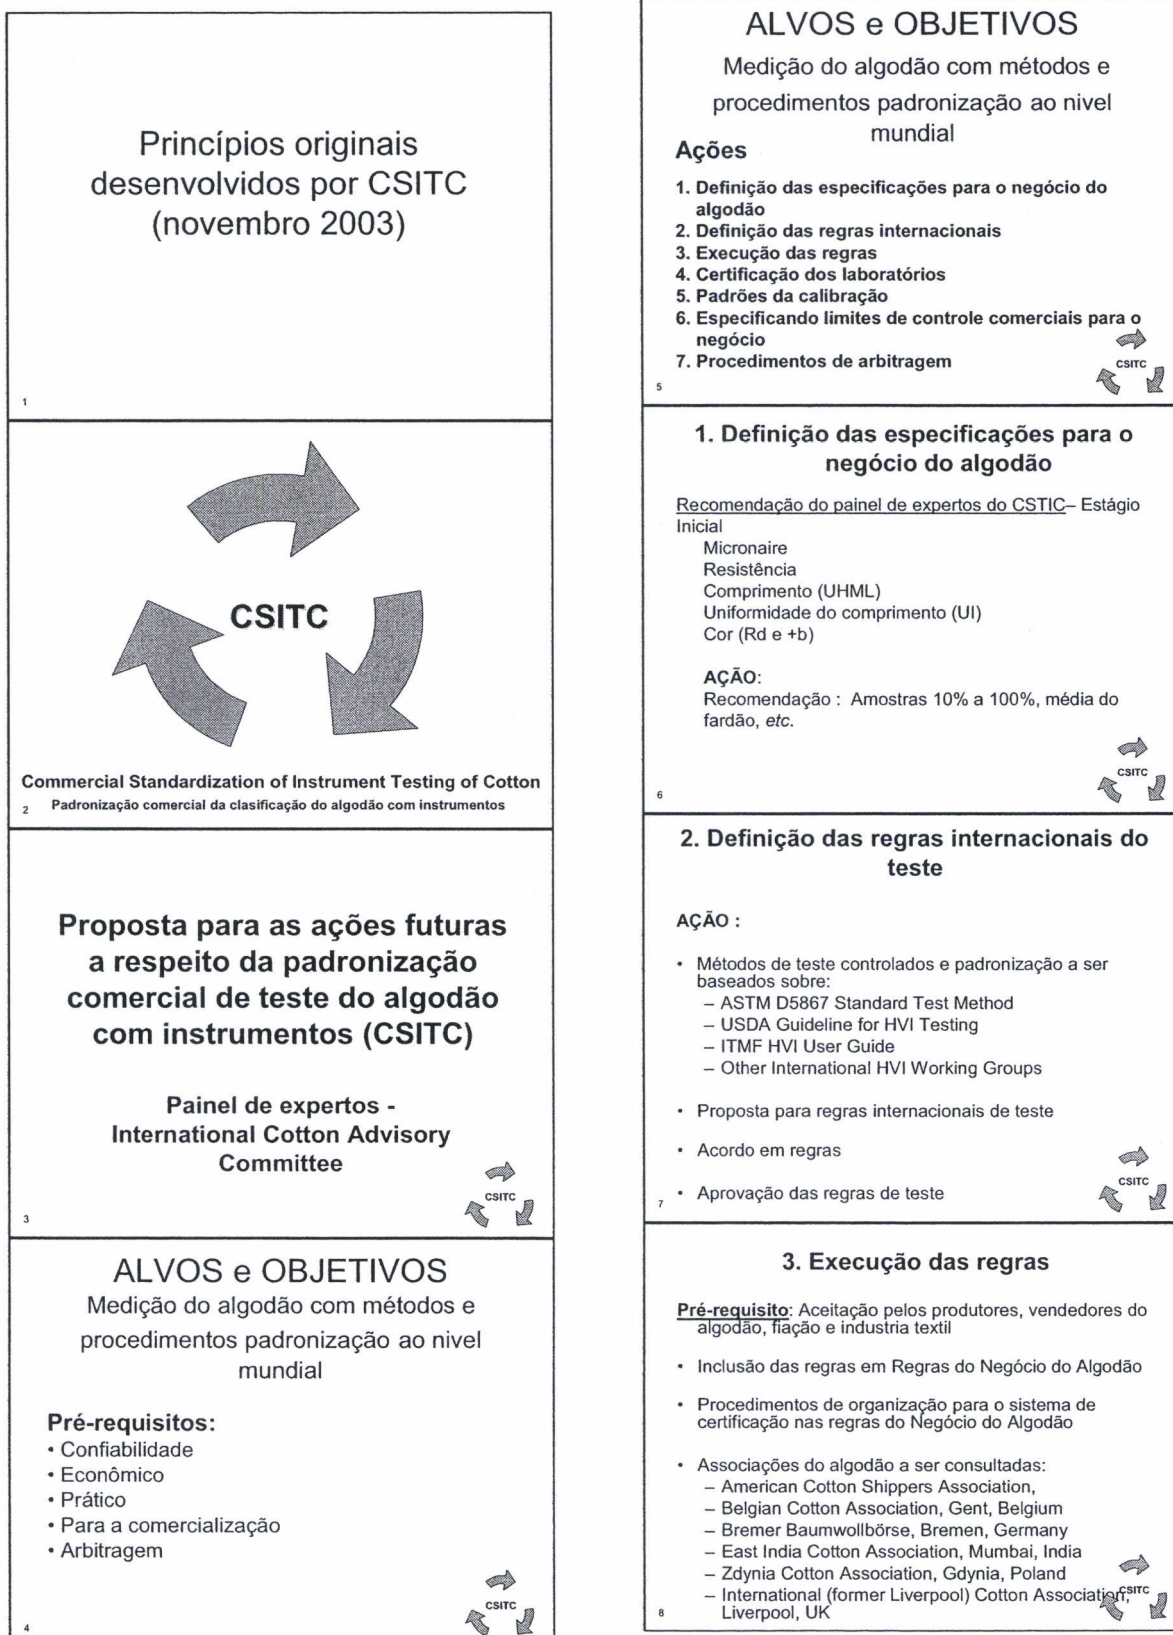 Princípios originais
desenvolvidos por CSITC
(novembro 2003)
1
CSITC
Commercial Standardization of Instrument Testing of Cotton
Padronização comercial da clasificação do algodão com instrumentos
2
Proposta para as ações futuras
a respeito da padronização
comercial de teste do algodão
com instrumentos (CSITC)
Painel de expertos -
International Cotton Advisory
Committee
CSITC
3
ALVOS e OBJETIVOS
Medição do algodão com métodos e
procedimentos padronização ao nivel
mundial
Pré-requisitos:
• Confiabilidade
• Econômico
• Prático
• Para a comercialização
• Arbitragem
CSITC
4
ALVOS e OBJETIVOS
Medição do algodão com métodos e
procedimentos padronização ao nivel
mundial
Ações
1. Definição das especificações para o negócio do
algodão
2. Definição das regras internacionais
3. Execução das regras
4. Certificação dos laboratórios
5. Padrões da calibração
6. Especificando limites de controle comerciais para o
negócio
7. Procedimentos de arbitragem
CSITC
5
1. Definição das especificações para o
negócio do algodão
Recomendação do painel de expertos do CSTIC– Estágio
Inicial
Micronaire
Resistência
Comprimento (UHML)
Uniformidade do comprimento (UI)
Cor (Rd e +b)
AÇÃO:
Recomendação : Amostras 10% a 100%, média do
fardão, etc.
CSITC
6
2. Definição das regras internacionais do
teste
AÇÃO :
• Métodos de teste controlados e padronização a ser
baseados sobre:
– ASTM D5867 Standard Test Method
– USDA Guideline for HVI Testing
– ITMF HVI User Guide
– Other International HVI Working Groups
• Proposta para regras internacionais de teste
• Acordo em regras
• Aprovação das regras de teste
CSITC
7
3. Execução das regras
Pré-requisito: Aceitação pelos produtores, vendedores do
algodão, fiação e industria textil
• Inclusão das regras em Regras do Negócio do Algodão
• Procedimentos de organização para o sistema de
certificação nas regras do Negócio do Algodão
• Associações do algodão a ser consultadas:
– American Cotton Shippers Association,
– Belgian Cotton Association, Gent, Belgium
– Bremer Baumwollbörse, Bremen, Germany
– East India Cotton Association, Mumbai, India
– Zdynia Cotton Association, Gdynia, Poland
– International (former Liverpool) Cotton Association,
Liverpool, UK
CSITC
8